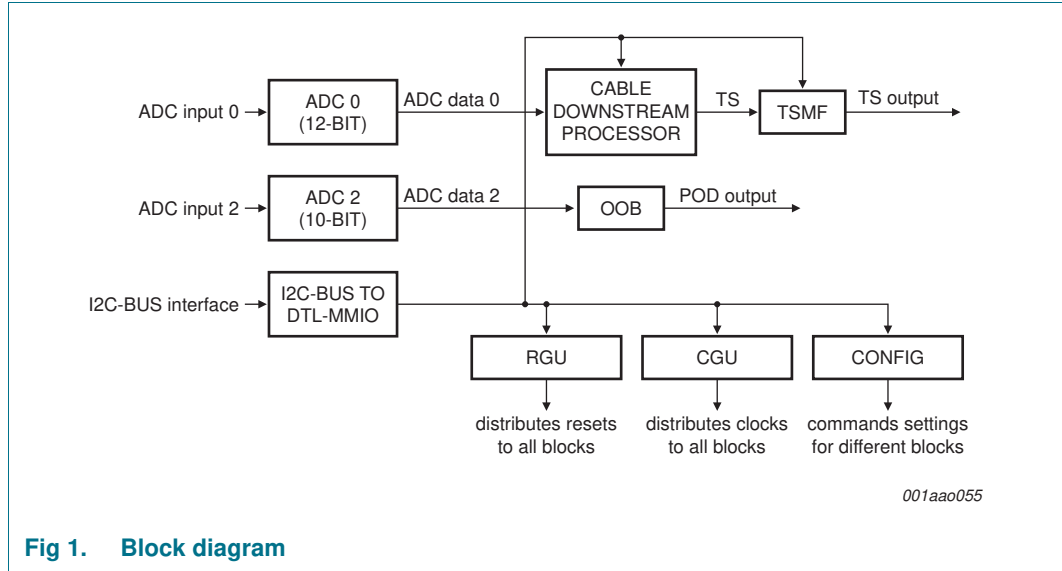 CABLE
DOWNSTREAM
PROCESSOR
ADC input 0
ADC 0
(12-BIT)
ADC data 0
TS
TSMF
TS output
ADC input 2
ADC 2
(10-BIT)
ADC data 2
OOB
POD output
I2C-BUS interface
I2C-BUS TO
DTL-MMIO
RGU
CGU
CONFIG
distributes resets
to all blocks
distributes clocks
to all blocks
commands settings
for different blocks
001aao055
Fig 1. Block diagram